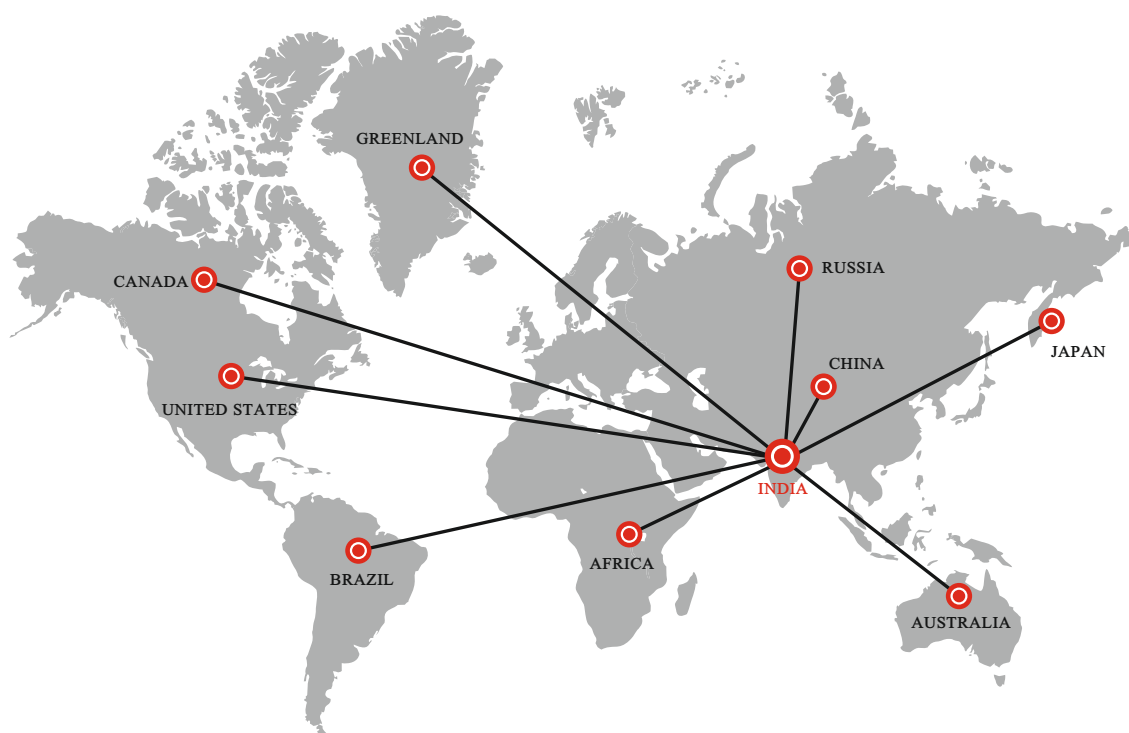 GREENLAND
CANADA
RUSSIA
JAPAN
CHINA
UNITED STATES
INDIA
AFRICA
BRAZIL
AUSTRALIA